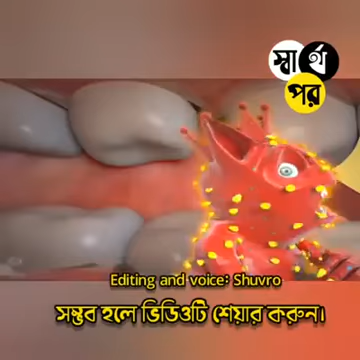 স্বার্থ
পর
Editing and voice: Shuvro
সম্ভব হলে ভিডিওটি শেয়ার করুন।